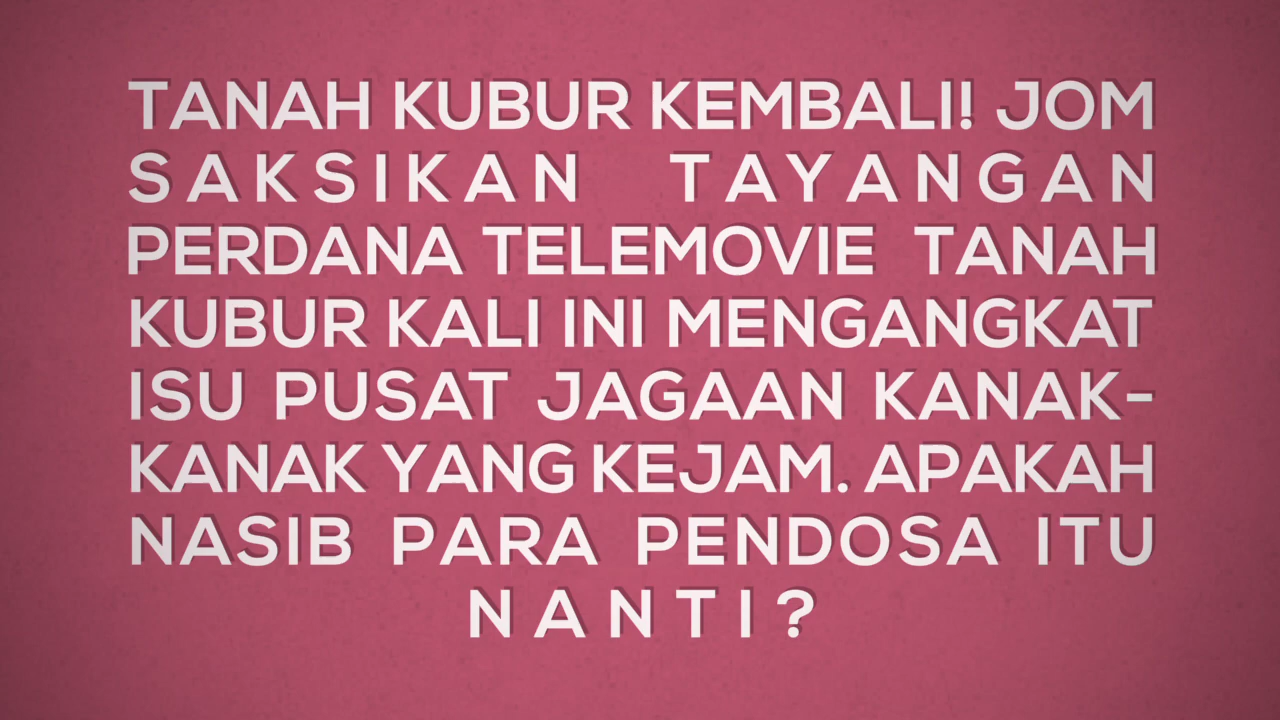 TANAH KUBUR KEMBALI! JOM
SAKSIKAN TAYANGAN
PERDANA TELEMOVIE TANAH
KUBUR KALI INI MENGANGKAT
ISU PUSAT JAGAAN KANAK-
KANAK YANG KEJAM. APAKAH
NASIB PARA PENDOSA ITU
NANTI?